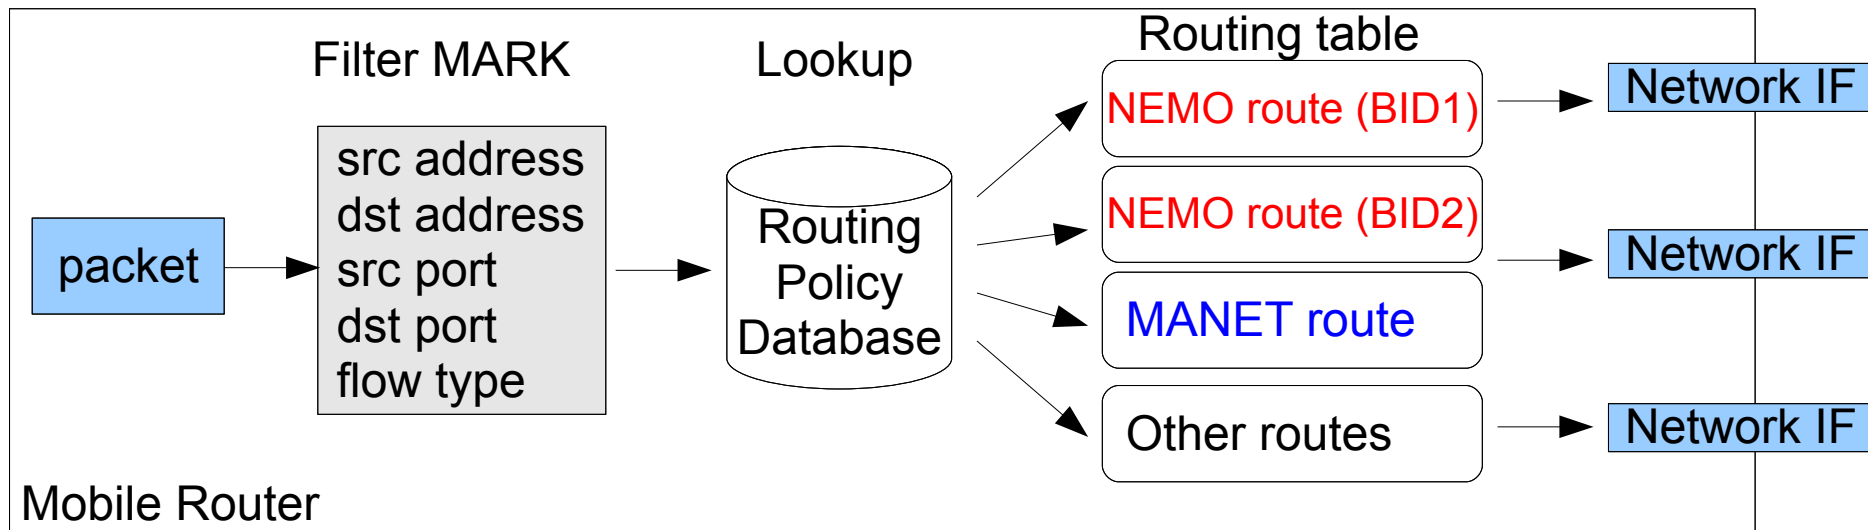 Filter MARK
Lookup
Routing table
packet
src address
dst address
src port
dst port
flow type
Routing
Policy
Database
NEMO route (BID1)
NEMO route (BID2)
MANET route
Other routes
Network IF
Network IF
Network IF
Mobile Router